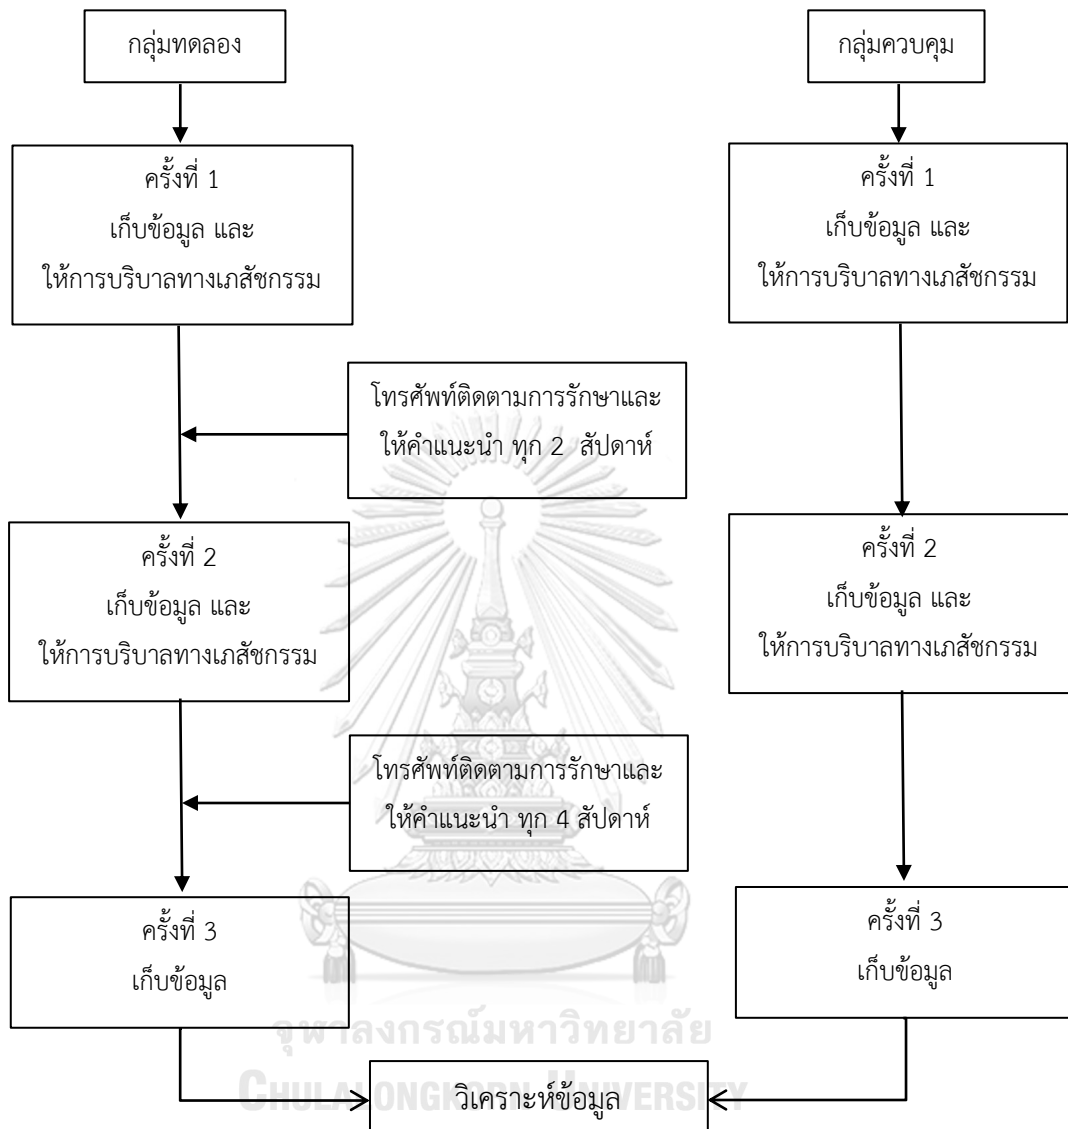 กลุ่มทดลอง
กลุ่มควบคุม
ครั้งที่ 1
เก็บข้อมูล และ
ให้การบริบาลทางเภสัชกรรม
ครั้งที่ 1
เก็บข้อมูล และ
ให้การบริบาลทางเภสัชกรรม
โทรศัพท์ติดตามการรักษาและ
ให้คำแนะนำ ทุก 2 สัปดาห์
ครั้งที่ 2
เก็บข้อมูล และ
ให้การบริบาลทางเภสัชกรรม
ครั้งที่ 2
เก็บข้อมูล และ
ให้การบริบาลทางเภสัชกรรม
โทรศัพท์ติดตามการรักษาและ
ให้คำแนะนำ ทุก 4 สัปดาห์
ครั้งที่ 3
เก็บข้อมูล
ครั้งที่ 3
เก็บข้อมูล
จุฬาลงกรณ์มหาวิทยาลัย
วิเคราะห์ข้อมูล
CHULALONGKORN UNIVERSITY